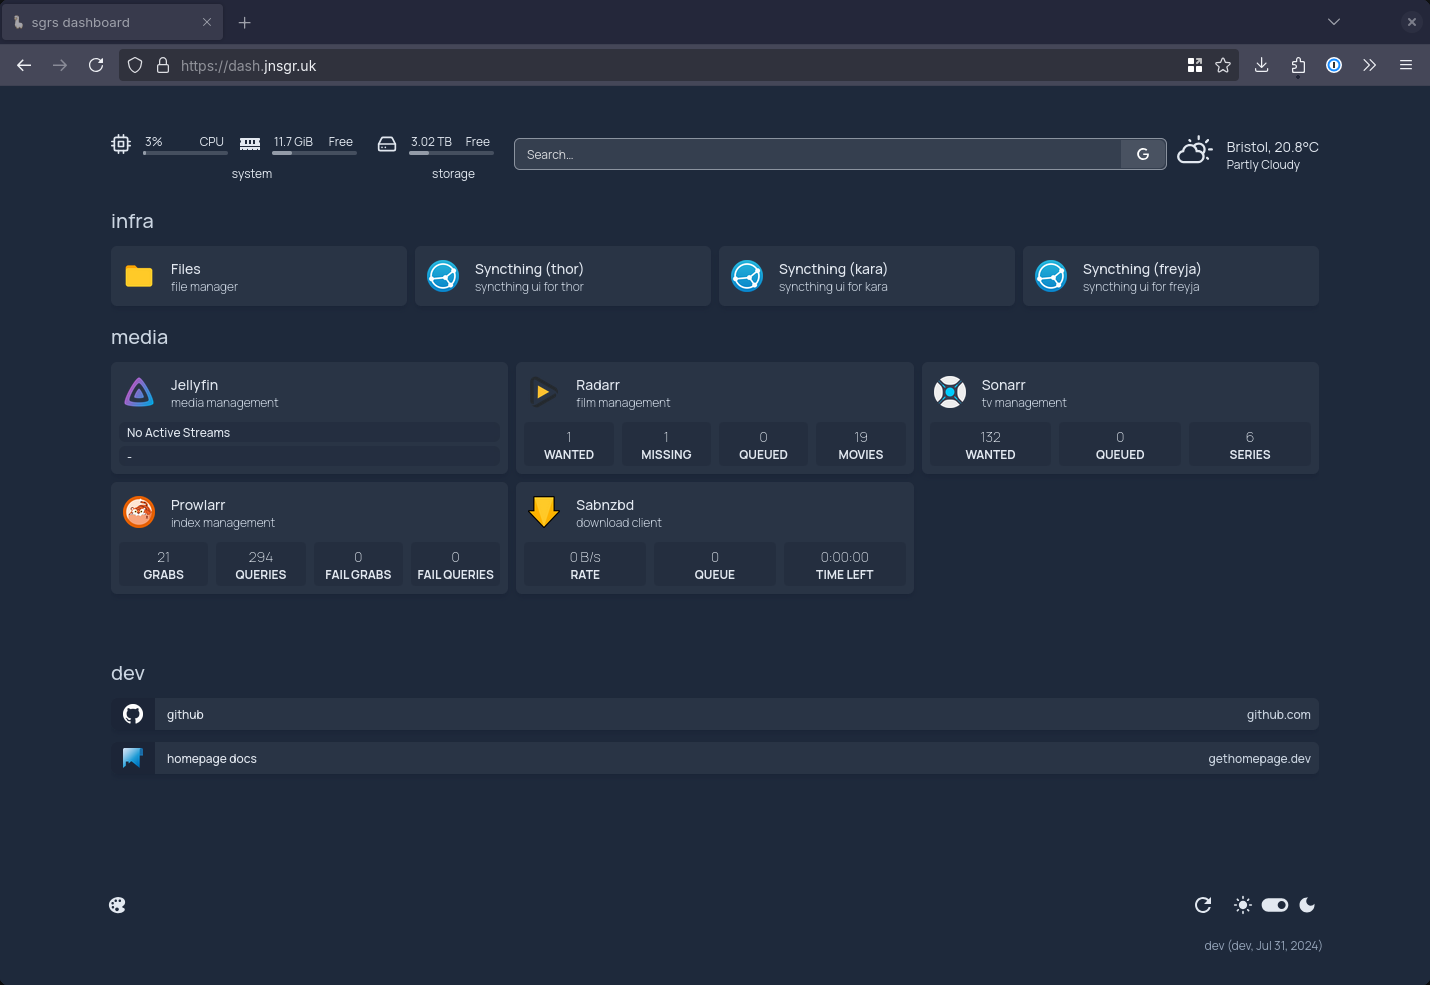 sgrs dashboard
https://dash.jnsgr.uk
3% CPU 11.7 GiB Free 3.02 TB Free
system storage
Search...
G
Bristol, 20.8°C
Partly Cloudy
infra
Files
file manager
Syncthing (thor)
syncthing ui for thor
Syncthing (kara)
syncthing ui for kara
Syncthing (freyja)
syncthing ui for freyja
media
Jellyfin
media management
No Active Streams
-
Radarr
film management
1 1 0 19
WANTED MISSING QUEUED MOVIES
Sonarr
tv management
132 0 6
WANTED QUEUED SERIES
Prowlarr
index management
21 294 0 0
GRABS QUERIES FAIL GRABS FAIL QUERIES
Sabnzbd
download client
0 B/s 0 0:00:00
RATE QUEUE TIME LEFT
dev
github github.com
homepage docs gethomepage.dev
dev (dev, Jul 31, 2024)